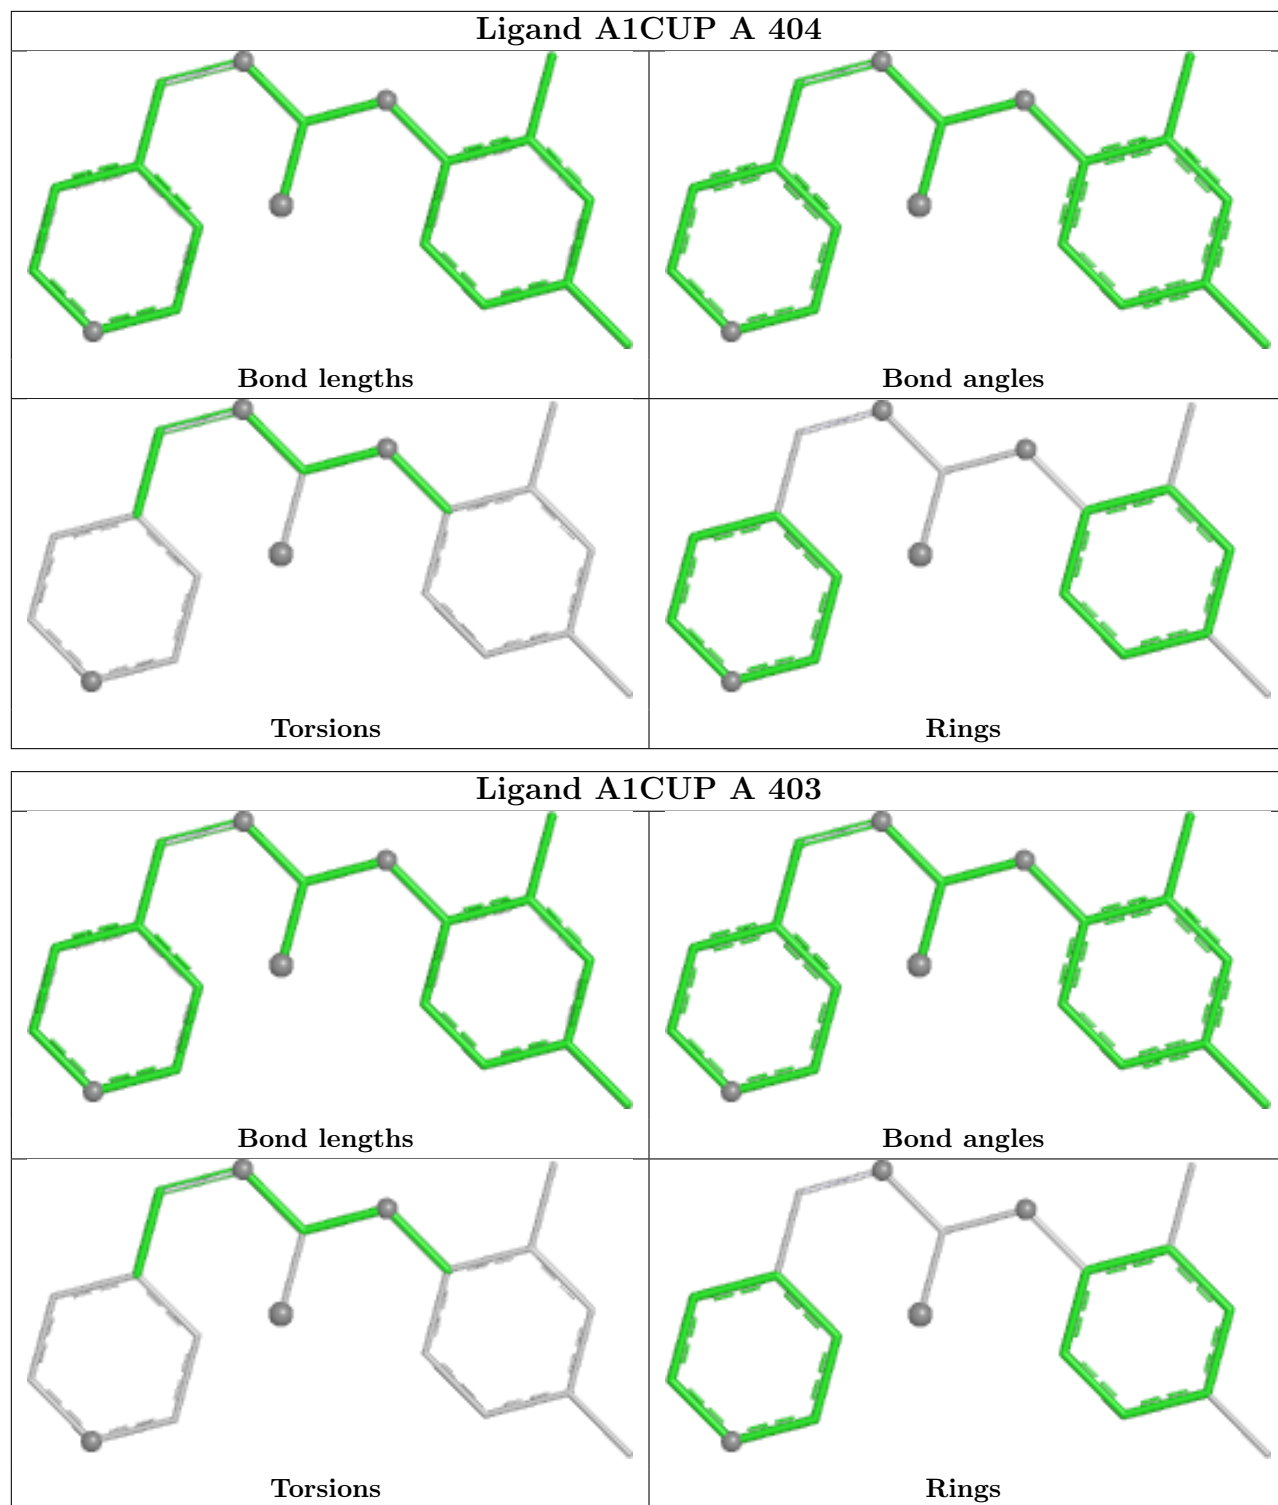 Ligand A1CUP A 404
Bond lengths
Bond angles
Torsions
Rings
Ligand A1CUP A 403
Bond lengths
Bond angles
Torsions
Rings